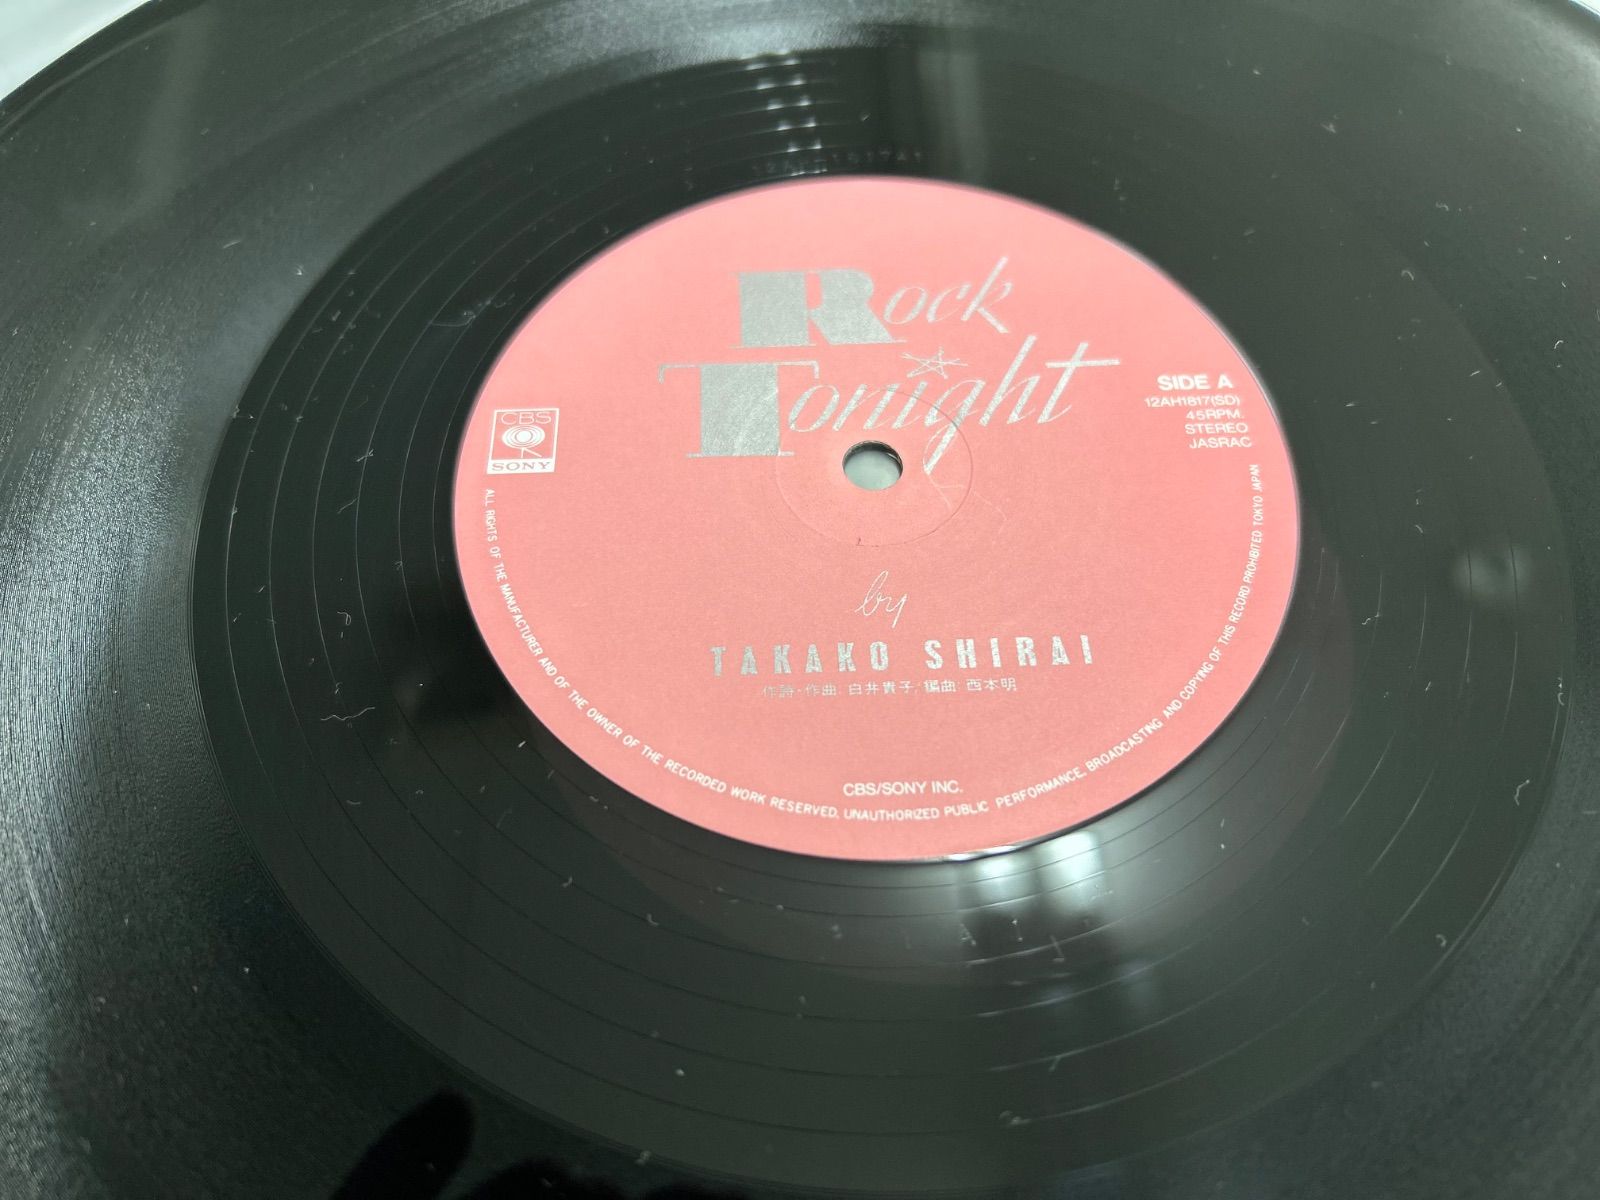 Rock
Tonight
SIDE A
12AH1817(SD)
45RPM.
STEREO
JASRAC
CBS
SONY
by
TAKAKO SHIRAI
作詩・作曲: 白井貴子/編曲: 西本明
CBS/SONY INC.
ALL RIGHTS OF THE MANUFACTURER AND OF THE OWNER OF THE RECORDED WORK RESERVED. UNAUTHORIZED PUBLIC PERFORMANCE, BROADCASTING AND COPYING OF THIS RECORD PROHIBITED TOKYO JAPAN